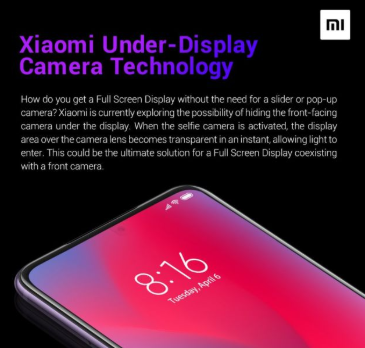 mi
Xiaomi Under-Display
Camera Technology
How do you get a Full Screen Display without the need for a slider or pop-up
camera? Xiaomi is currently exploring the possibility of hiding the front-facing
camera under the display. When the selfie camera is activated, the display
area over the camera lens becomes transparent in an instant, allowing light to
enter. This could be the ultimate solution for a Full Screen Display coexisting
with a front camera.
8:16
Tuesday, April 6